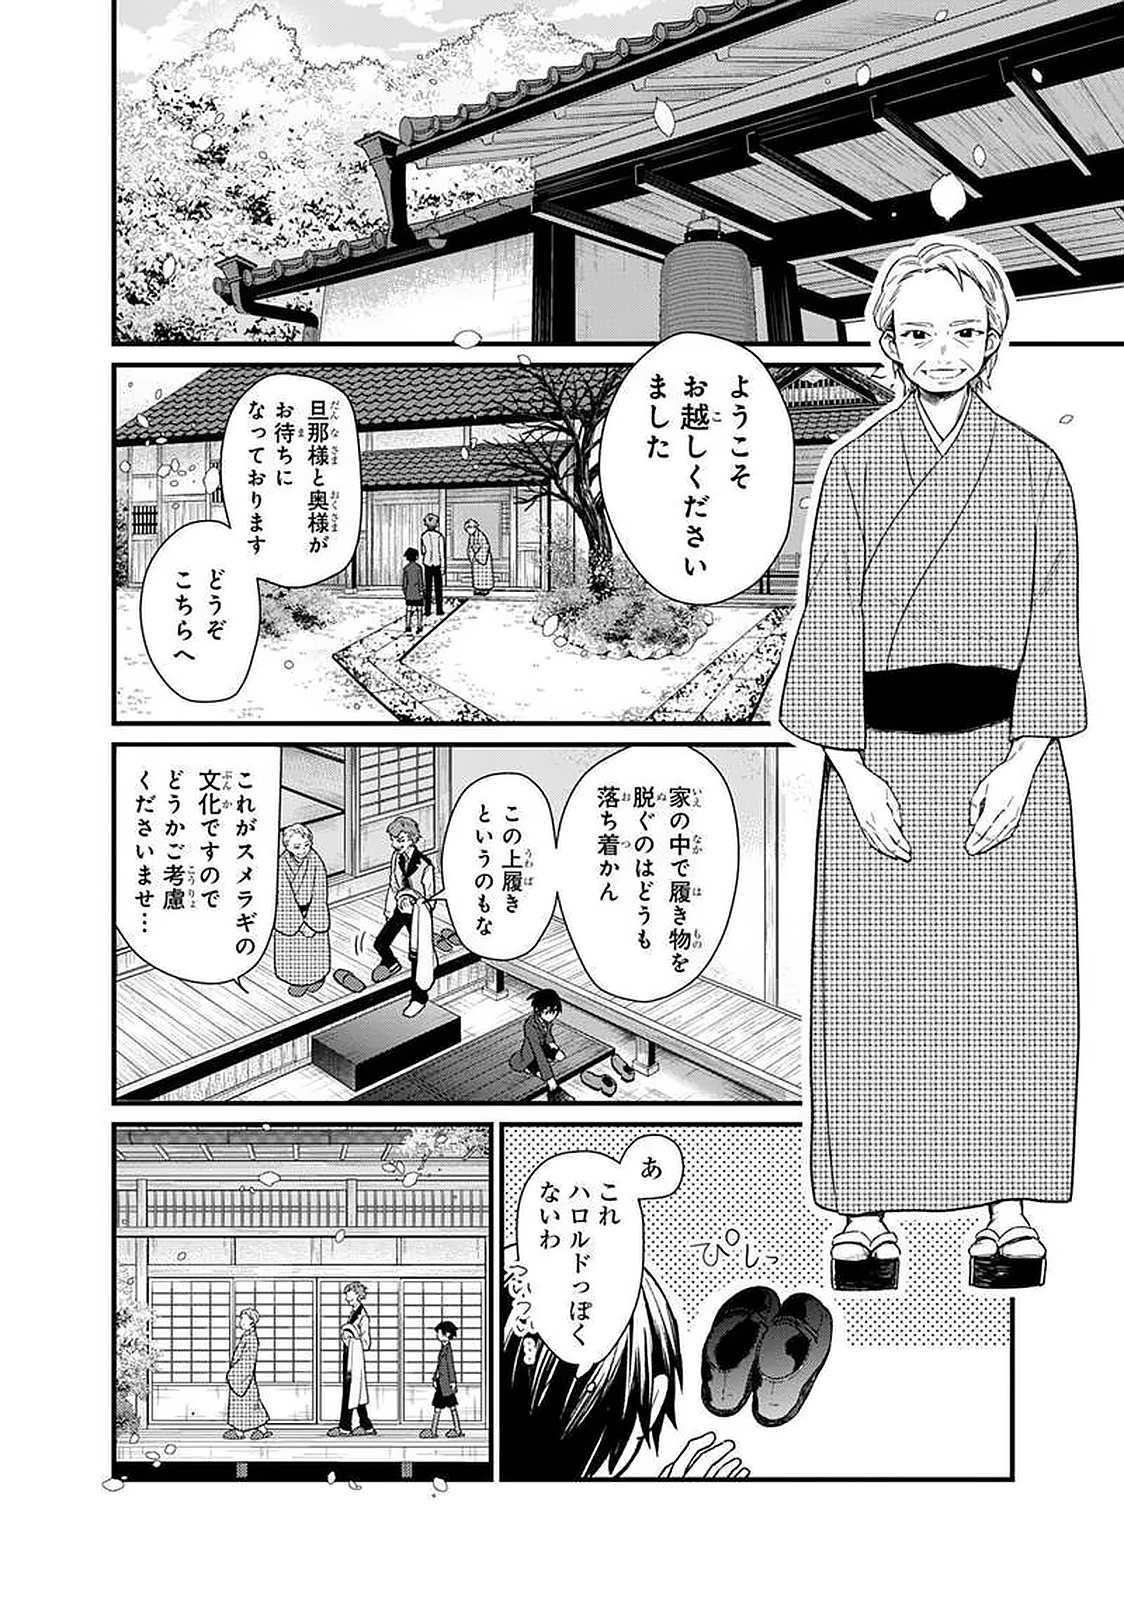 ようこそ
お越しください
ました
旦那様と奥様が
お待ちに
なっております
どうぞ
こちらへ
家の中で履き物を
脱ぐのはどうも
落ち着かん
この上履き
というのもな
これがスメラギの
文化ですので
どうかご考慮
くださいませ…
あ
これ
ハロルドっぽく
ないわ
ぴしっ
ついつい…